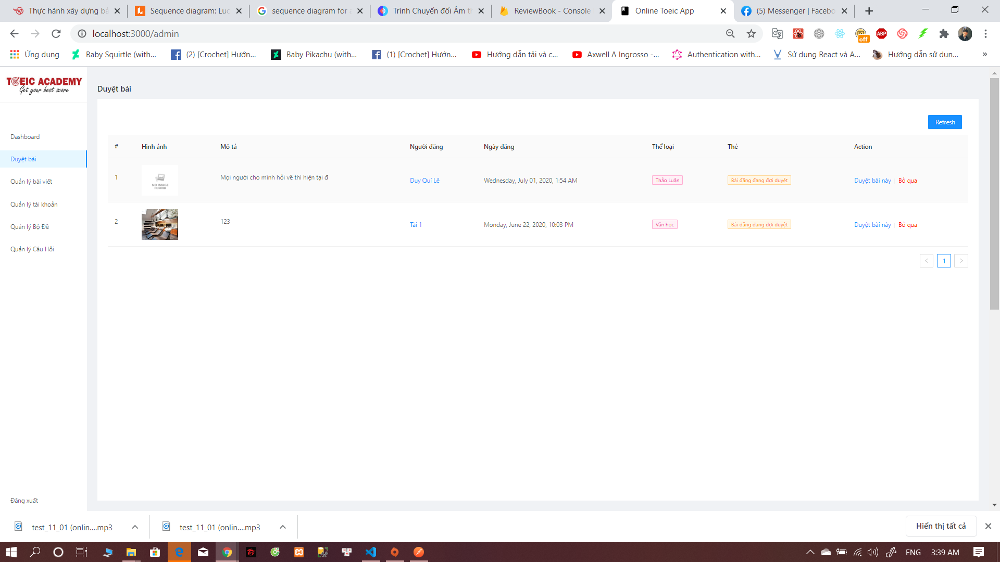 Thực hành xây dựng bả
Sequence diagram: Luc
sequence diagram for a
Trình Chuyển đổi Âm th
ReviewBook - Console
Online Toeic App
(5) Messenger | Facebo
localhost:3000/admin
off
ABP
Ứng dụng
Baby Squirtle (with...
(2) [Crochet] Hướn...
Baby Pikachu (with...
(1) [Crochet] Hướn...
Hướng dẫn tải và c...
Axwell Λ Ingrosso -...
Authentication with...
Sử dụng React và A...
Hướng dẫn sử dụn...
»
TOEIC ACADEMY
Get your best score
Dashboard
Duyệt bài
Quản lý bài viết
Quản lý tài khoản
Quản lý Bộ Đề
Quản lý Câu Hỏi
Đăng xuất
Duyệt bài
Refresh
# Hình ảnh Mô tả Người đăng Ngày đăng Thể loại Thẻ Action
1 NO IMAGE FOUND Mọi người cho mình hỏi về thì hiện tại đ Duy Quí Lê Wednesday, July 01, 2020, 1:54 AM Thảo Luận Bài đăng đang đợi duyệt Duyệt bài này Bỏ qua
2 123 Tài 1 Monday, June 22, 2020, 10:03 PM Văn học Bài đăng đang đợi duyệt Duyệt bài này Bỏ qua
< 1 >
test_11_01 (onlin....mp3
test_11_01 (onlin....mp3
Hiển thị tất cả
ENG
3:39 AM